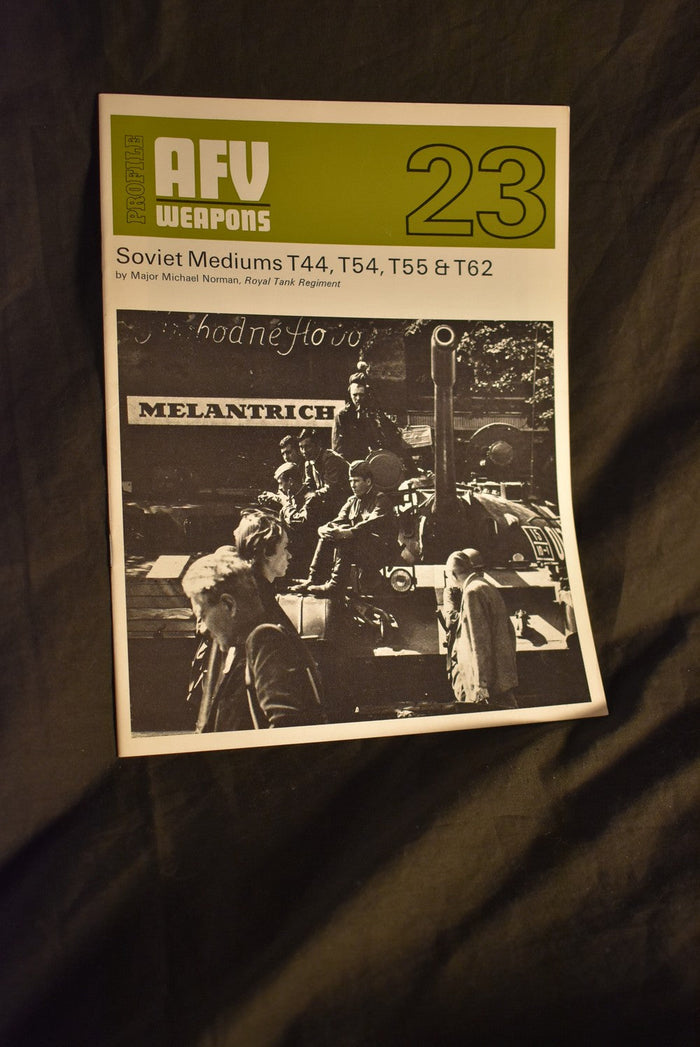 PROFILE
AFV
WEAPONS
23
Soviet Mediums T44, T54, T55 & T62
by Major Michael Norman, Royal Tank Regiment
MELANTRICH